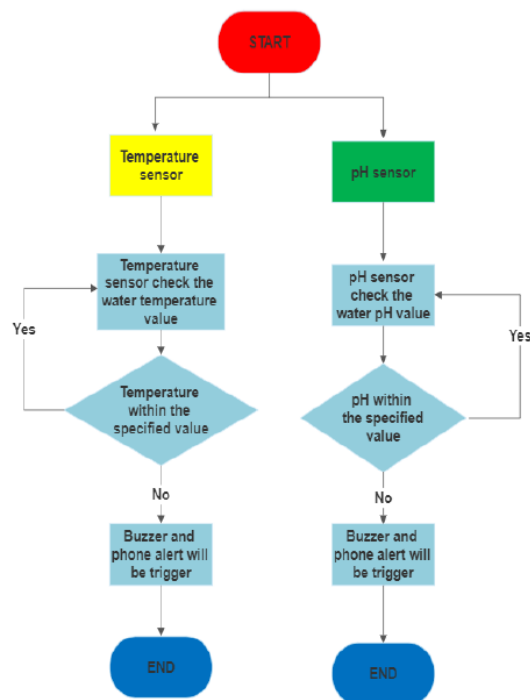 START
Temperature
sensor
pH sensor
Temperature
sensor check the
water temperature
value
pH sensor
check the
water pH value
Yes
Yes
Temperature
within the
specified value
pH within
the specified
value
No
No
Buzzer and
phone alert will
be trigger
Buzzer and
phone alert will
be trigger
END
END